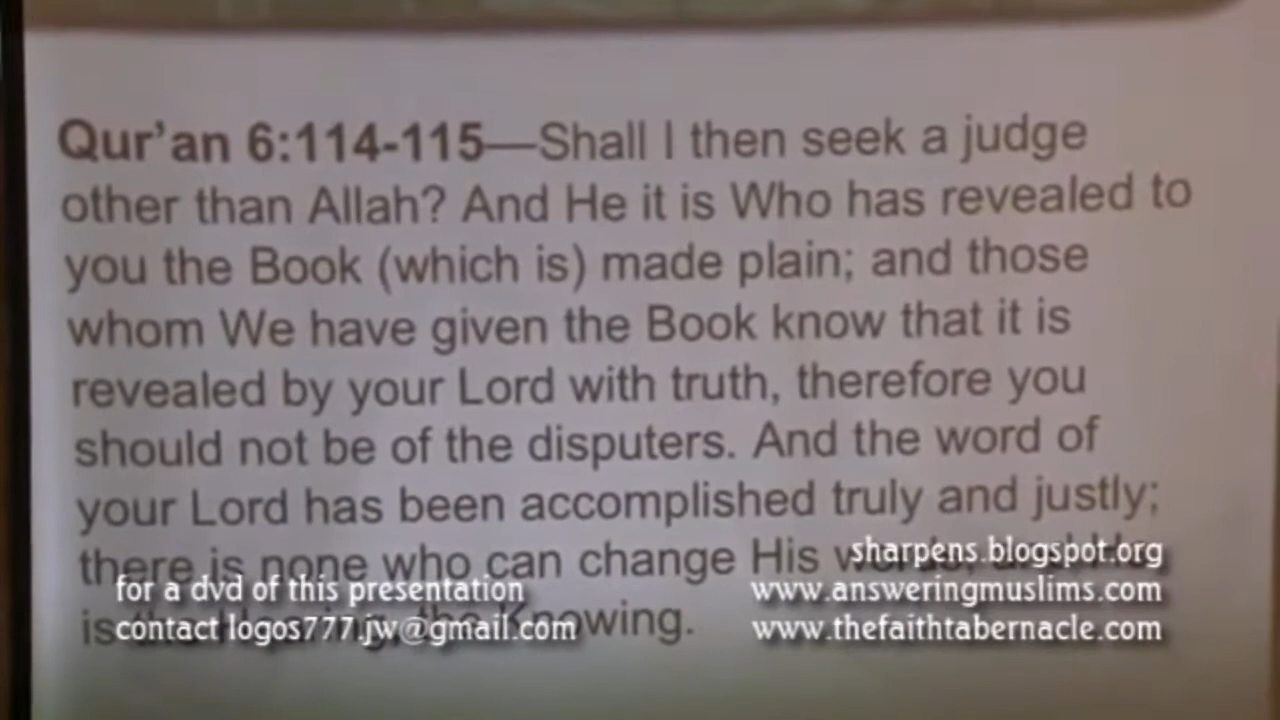 Qur’an 6:114-115—Shall I then seek a judge
other than Allah? And He it is Who has revealed to
you the Book (which is) made plain; and those
whom We have given the Book know that it is
revealed by your Lord with truth, therefore you
should not be of the disputers. And the word of
your Lord has been accomplished truly and justly;
there is none who can change His words,
is the Knowing.
for a dvd of this presentation
contact logos777.jw@gmail.com
sharpens.blogspot.org
www.answeringmuslims.com
www.thefaithtabernacle.com